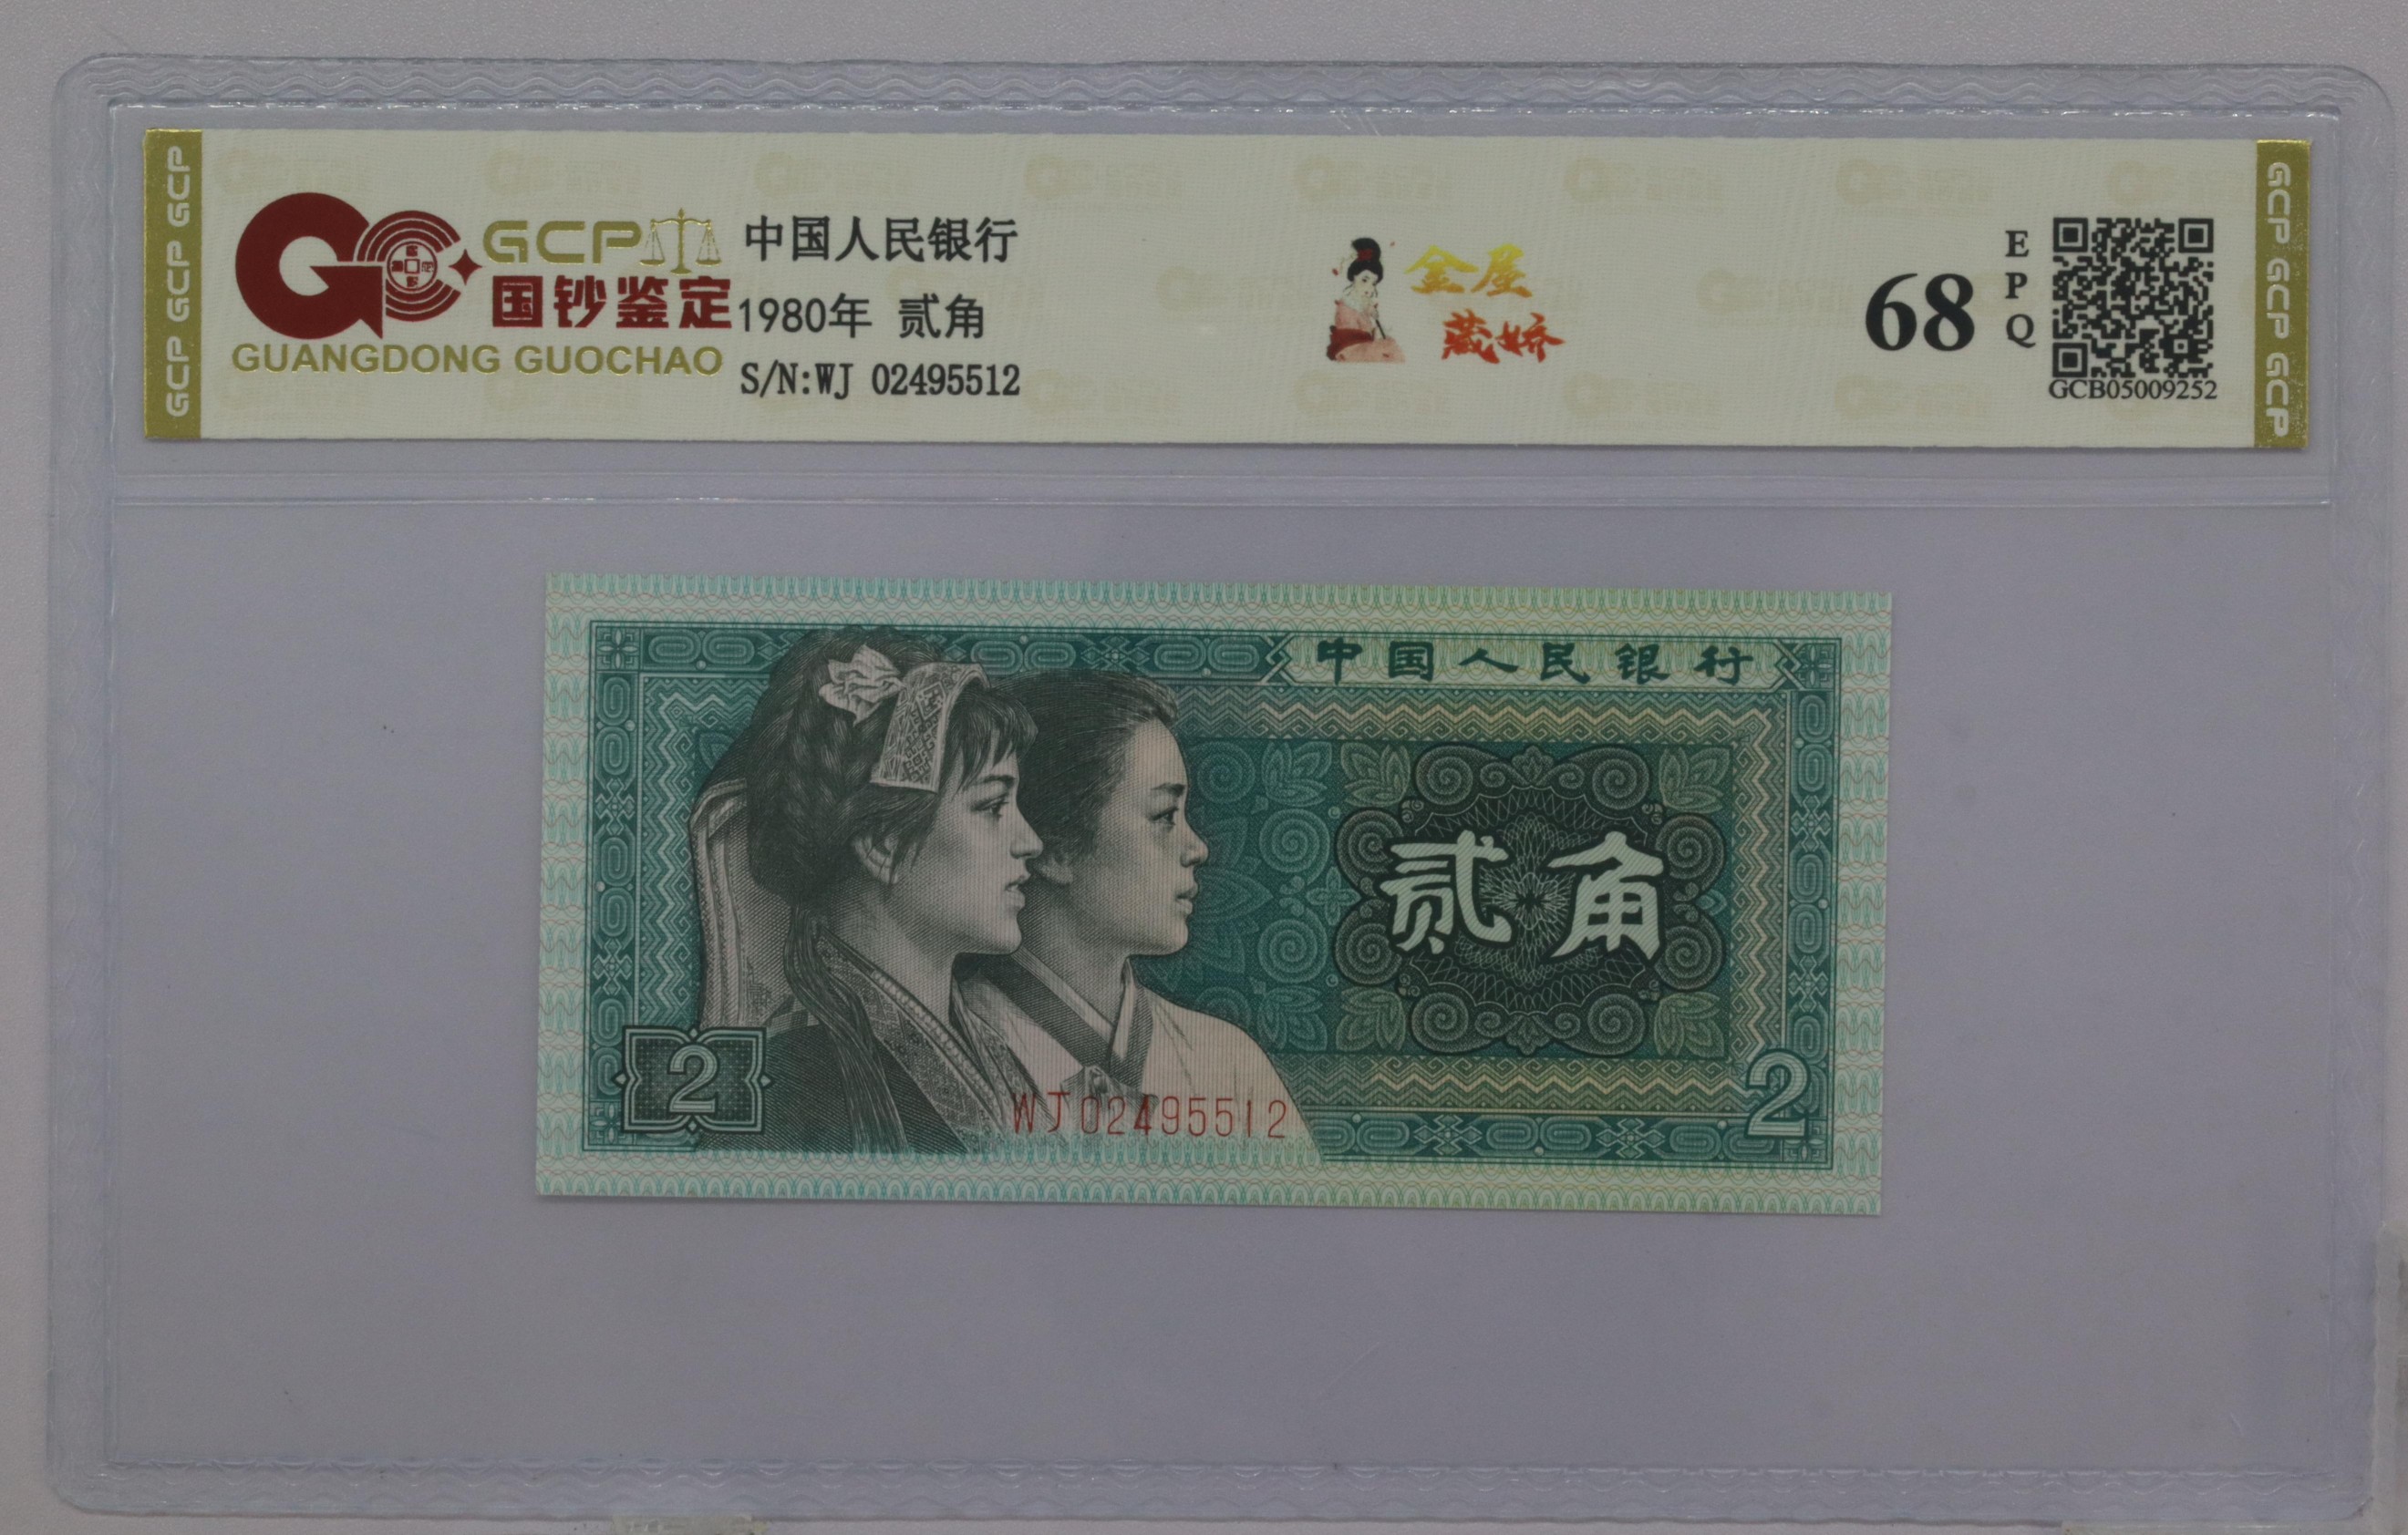 GCP GCP GCP
GCP
国钞鉴定
GUANGDONG GUOCHAO
中国人民银行
1980年 贰角
S/N:WJ 02495512
金屋
藏娇
68
EPQ
GCB05009252
GCP GCP GCP
中国人民银行
贰角
2
WJ02495512
2